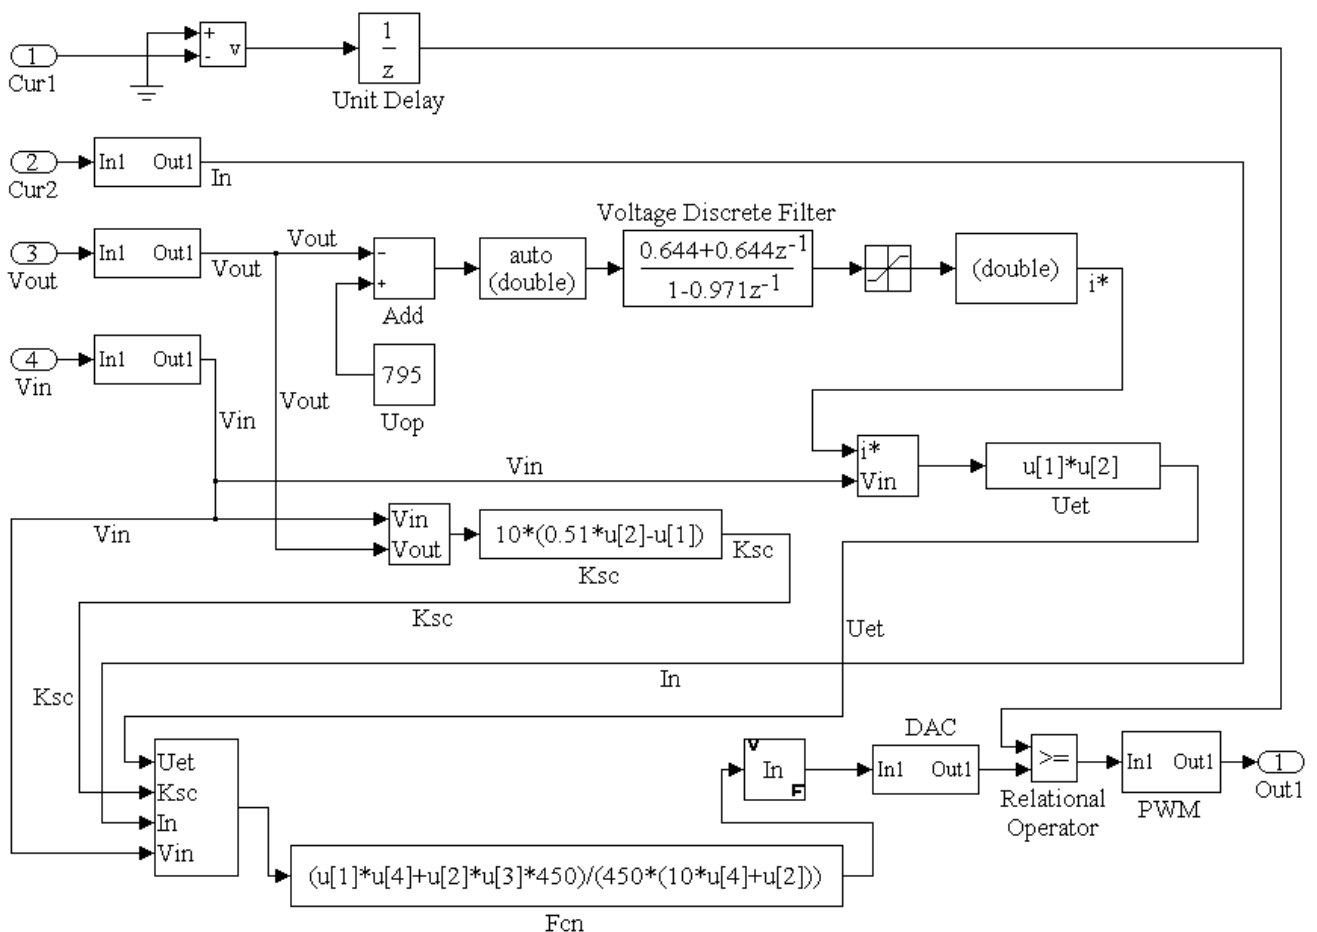 1
Cur1
+
-
v
1
z
Unit Delay
2
Cur2
In1 Out1
In
3
Vout
In1 Out1
Vout
Vout
-
+
Add
auto
(double)
Voltage Discrete Filter
0.644+0.644z-1
1-0.971z-1
(double)
i*
4
Vin
In1 Out1
Vin
795
Uop
Vout
Vin
i*
Vin
u[1]*u[2]
Uet
Vin
Vin
Vout
10*(0.51*u[2]-u[1])
Ksc
Ksc
Ksc
Uet
In
Ksc
Uet
Ksc
In
Vin
(u[1]*u[4]+u[2]*u[3]*450)/(450*(10*u[4]+u[2]))
Fcn
V
In
F
DAC
In1 Out1
>=
Relational
Operator
In1 Out1
PWM
1
Out1